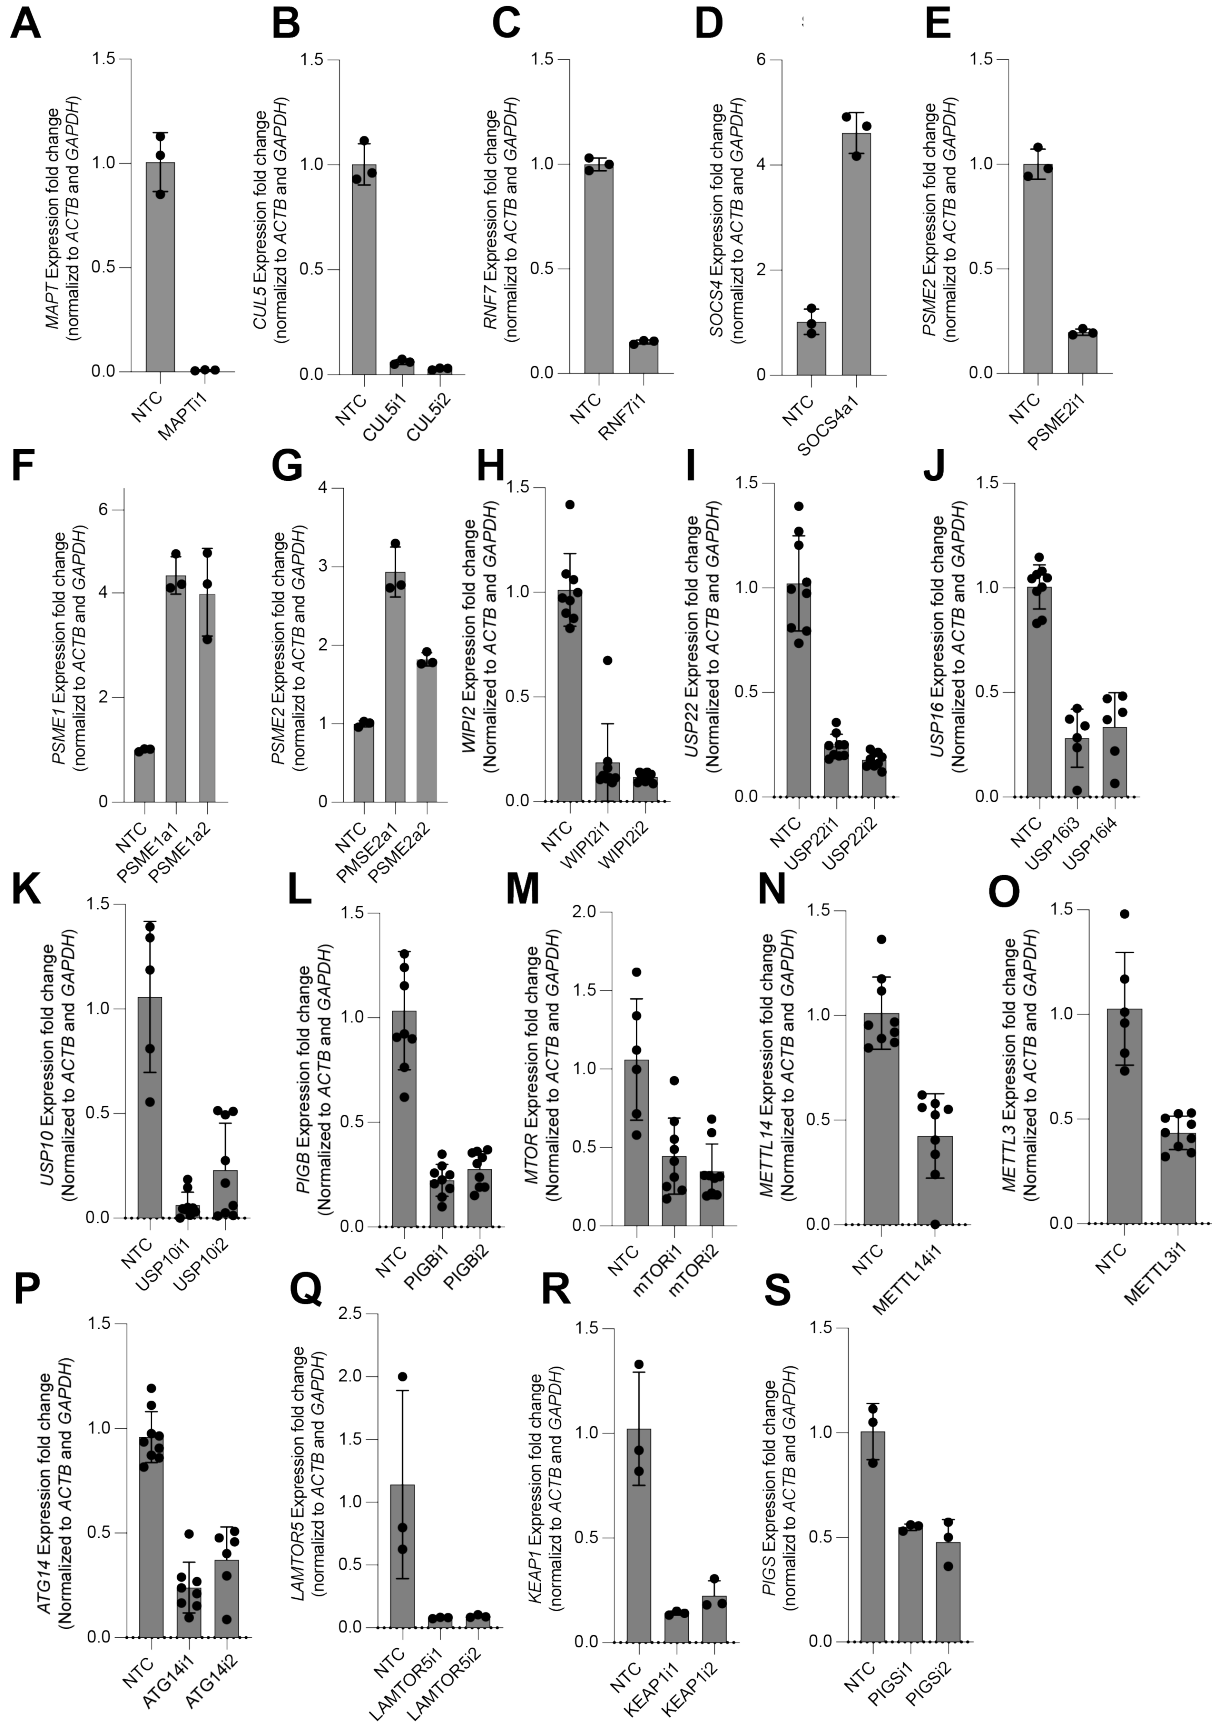 A
MAPT Expression fold change
(normalizd to ACTB and GAPDH)
1.5
1.0
0.5
0.0
NTC
MAPTi1
B
CUL5 Expression fold change
(normalizd to ACTB and GAPDH)
1.5
1.0
0.5
0.0
NTC
CUL5i1
CUL5i2
C
RNF7 Expression fold change
(normalizd to ACTB and GAPDH)
1.5
1.0
0.5
0.0
NTC
RNF7i1
D
SOCS4 Expression fold change
(normalizd to ACTB and GAPDH)
6
4
2
0
NTC
SOCS4a1
E
PSME2 Expression fold change
(normalizd to ACTB and GAPDH)
1.5
1.0
0.5
0.0
NTC
PSME2i1
F
PSME1 Expression fold change
(normalizd to ACTB and GAPDH)
6
4
2
0
NTC
PSME1a1
PSME1a2
G
PSME2 Expression fold change
(normalizd to ACTB and GAPDH)
4
3
2
1
0
NTC
PMSE2a1
PSME2a2
H
WIPI2 Expression fold change
(Normalized to ACTB and GAPDH)
1.5
1.0
0.5
0.0
NTC
WIPI2i1
WIPI2i2
I
USP22 Expression fold change
(Normalized to ACTB and GAPDH)
1.5
1.0
0.5
0.0
NTC
USP22i1
USP22i2
J
USP16 Expression fold change
(Normalized to ACTB and GAPDH)
1.5
1.0
0.5
0.0
NTC
USP16i3
USP16i4
K
USP10 Expression fold change
(Normalized to ACTB and GAPDH)
1.5
1.0
0.5
0.0
NTC
USP10i1
USP10i2
L
PIGB Expression fold change
(Normalized to ACTB and GAPDH)
1.5
1.0
0.5
0.0
NTC
PIGBi1
PIGBi2
M
MTOR Expression fold change
(Normalized to ACTB and GAPDH)
2.0
1.5
1.0
0.5
0.0
NTC
mTORi1
mTORi2
N
METTL14 Expression fold change
(Normalized to ACTB and GAPDH)
1.5
1.0
0.5
0.0
NTC
METTL14i1
O
METTL3 Expression fold change
(Normalized to ACTB and GAPDH)
1.5
1.0
0.5
0.0
NTC
METTL3i1
P
ATG14 Expression fold change
(Normalized to ACTB and GAPDH)
1.5
1.0
0.5
0.0
NTC
ATG14i1
ATG14i2
Q
LAMTOR5 Expression fold change
(normalizd to ACTB and GAPDH)
2.5
2.0
1.5
1.0
0.5
0.0
NTC
LAMTOR5i1
LAMTOR5i2
R
KEAP1 Expression fold change
(normalizd to ACTB and GAPDH)
1.5
1.0
0.5
0.0
NTC
KEAP1i1
KEAP1i2
S
PIGS Expression fold change
(normalizd to ACTB and GAPDH)
1.5
1.0
0.5
0.0
NTC
PIGSi1
PIGSi2